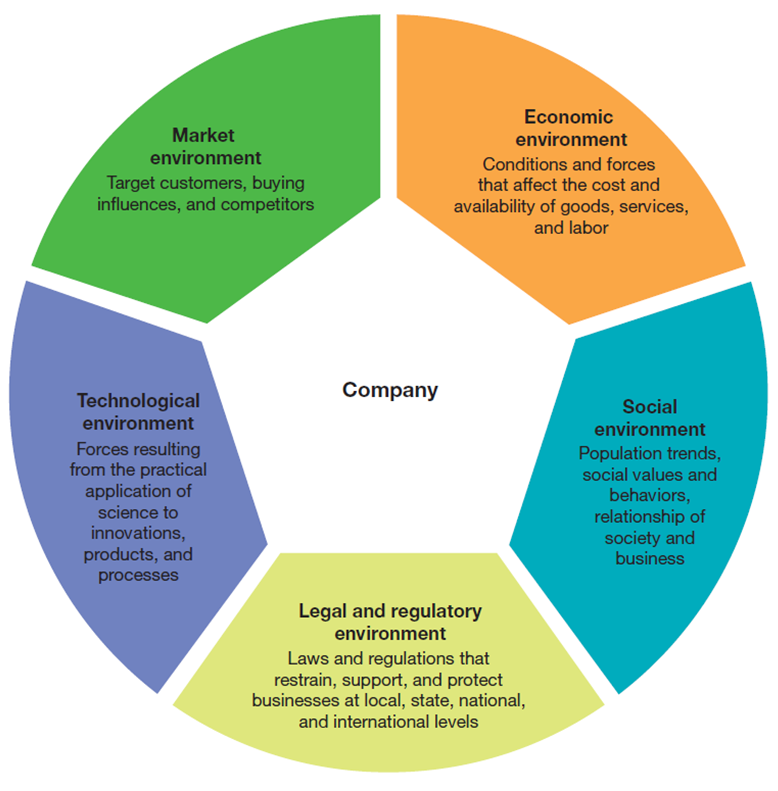 Market
environment
Target customers, buying
influences, and competitors
Economic
environment
Conditions and forces
that affect the cost and
availability of goods, services,
and labor
Company
Technological
environment
Forces resulting
from the practical
application of
science to
innovations,
products, and
processes
Social
environment
Population trends,
social values and
behaviors,
relationship of
society and
business
Legal and regulatory
environment
Laws and regulations that
restrain, support, and protect
businesses at local, state, national,
and international levels